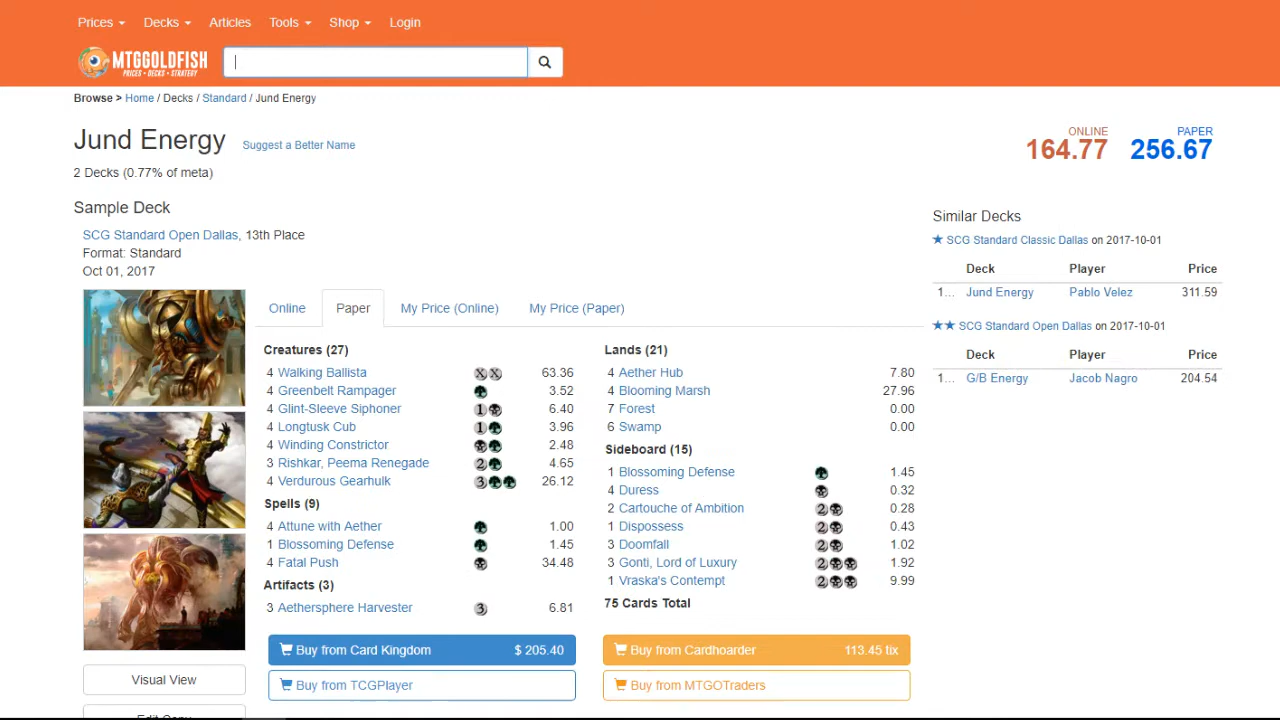 Prices Decks Articles Tools Shop Login
MTGGOLDFISH
PRICES • DECKS • STRATEGY
Browse > Home / Decks / Standard / Jund Energy
Jund Energy Suggest a Better Name
ONLINE PAPER
164.77 256.67
2 Decks (0.77% of meta)
Sample Deck
SCG Standard Open Dallas, 13th Place
Format: Standard
Oct 01, 2017
Online Paper My Price (Online) My Price (Paper)
Creatures (27)
4 Walking Ballista X X 63.36
4 Greenbelt Rampager 3.52
4 Glint-Sleeve Siphoner 1 6.40
4 Longtusk Cub 1 3.96
4 Winding Constrictor 2.48
3 Rishkar, Peema Renegade 2 4.65
4 Verdurous Gearhulk 3 26.12
Spells (9)
4 Attune with Aether 1.00
1 Blossoming Defense 1.45
4 Fatal Push 34.48
Artifacts (3)
3 Aethersphere Harvester 3 6.81
Lands (21)
4 Aether Hub 7.80
4 Blooming Marsh 27.96
7 Forest 0.00
6 Swamp 0.00
Sideboard (15)
1 Blossoming Defense 1.45
4 Duress 0.32
2 Cartouche of Ambition 2 0.28
1 Dispossess 2 0.43
3 Doomfall 2 1.02
3 Gonti, Lord of Luxury 2 1.92
1 Vraska's Contempt 2 9.99
75 Cards Total
Buy from Card Kingdom $ 205.40
Buy from TCGPlayer
Buy from Cardhoarder 113.45 tix
Buy from MTGOTraders
Visual View
Edit Copy
Similar Decks
SCG Standard Classic Dallas on 2017-10-01
Deck Player Price
1... Jund Energy Pablo Velez 311.59
SCG Standard Open Dallas on 2017-10-01
Deck Player Price
1... G/B Energy Jacob Nagro 204.54